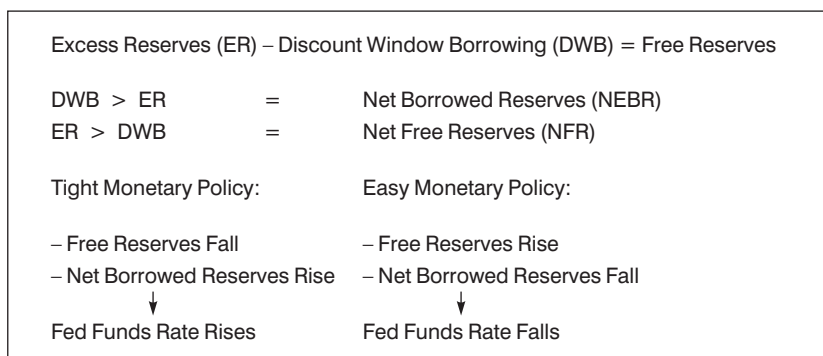 Excess Reserves (ER) – Discount Window Borrowing (DWB) = Free Reserves
DWB > ER = Net Borrowed Reserves (NEBR)
ER > DWB = Net Free Reserves (NFR)
Tight Monetary Policy: Easy Monetary Policy:
– Free Reserves Fall – Free Reserves Rise
– Net Borrowed Reserves Rise – Net Borrowed Reserves Fall
Fed Funds Rate Rises Fed Funds Rate Falls